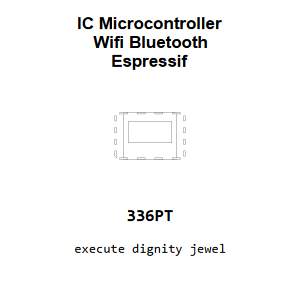 IC Microcontroller
Wifi Bluetooth
Espressif
336PT
execute dignity jewel